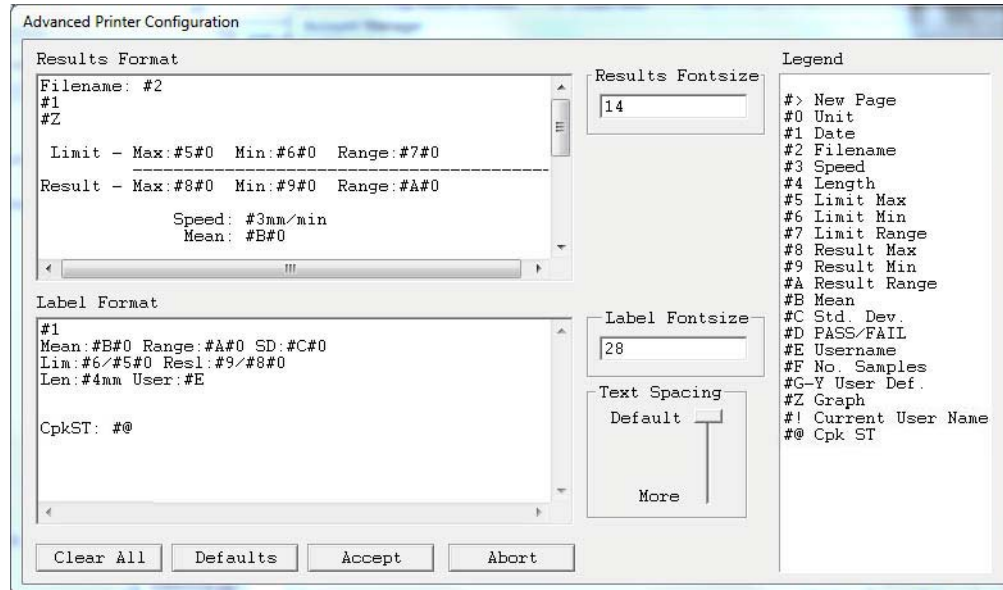 Advanced Printer Configuration
Results Format
Filename: #2
#1
#Z
Limit - Max:#5#0 Min:#6#0 Range:#7#0
------------------------------------------------
Result - Max:#8#0 Min:#9#0 Range:#A#0
Speed: #3mm/min
Mean: #B#0
Results Fontsize
14
Label Format
#1
Mean:#B#0 Range:#A#0 SD:#C#0
Lim:#6/#5#0 Resl:#9/#8#0
Len:#4mm User:#E
CpkST: #@
Label Fontsize
28
Text Spacing
Default
More
Clear All
Defaults
Accept
Abort
Legend
#> New Page
#0 Unit
#1 Date
#2 Filename
#3 Speed
#4 Length
#5 Limit Max
#6 Limit Min
#7 Limit Range
#8 Result Max
#9 Result Min
#A Result Range
#B Mean
#C Std. Dev.
#D PASS/FAIL
#E Username
#F No. Samples
#G-Y User Def.
#Z Graph
#! Current User Name
#@ Cpk ST